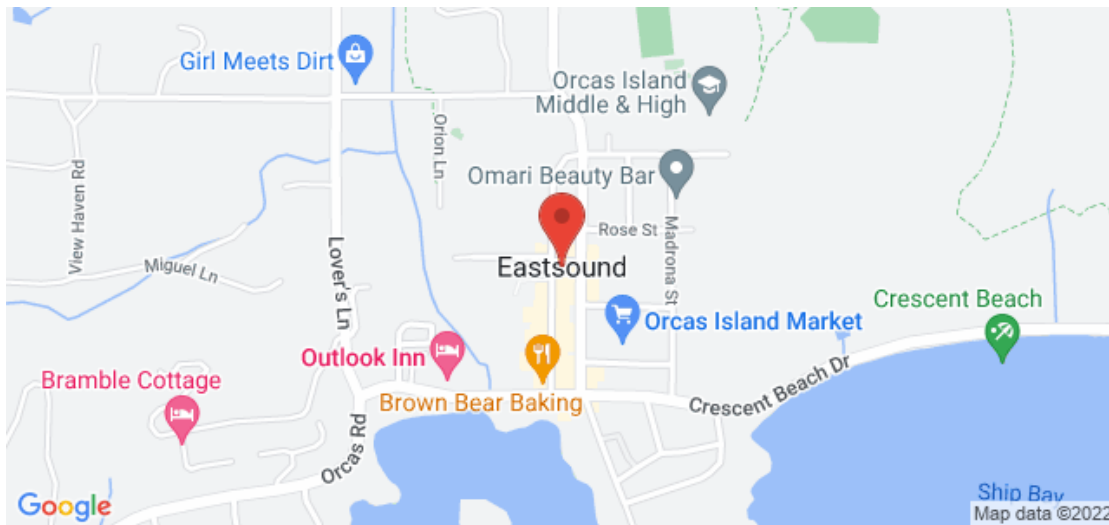 Girl Meets Dirt
Orcas Island
Middle & High
Orion Ln
View Haven Rd
Omari Beauty Bar
Madrona St
Rose St
Lover's Ln
Miguel Ln
Eastsound
Crescent Beach
Orcas Island Market
Outlook Inn
Bramble Cottage
Brown Bear Baking
Crescent Beach Dr
Orcas Rd
Ship Bay
Google
Map data ©2022